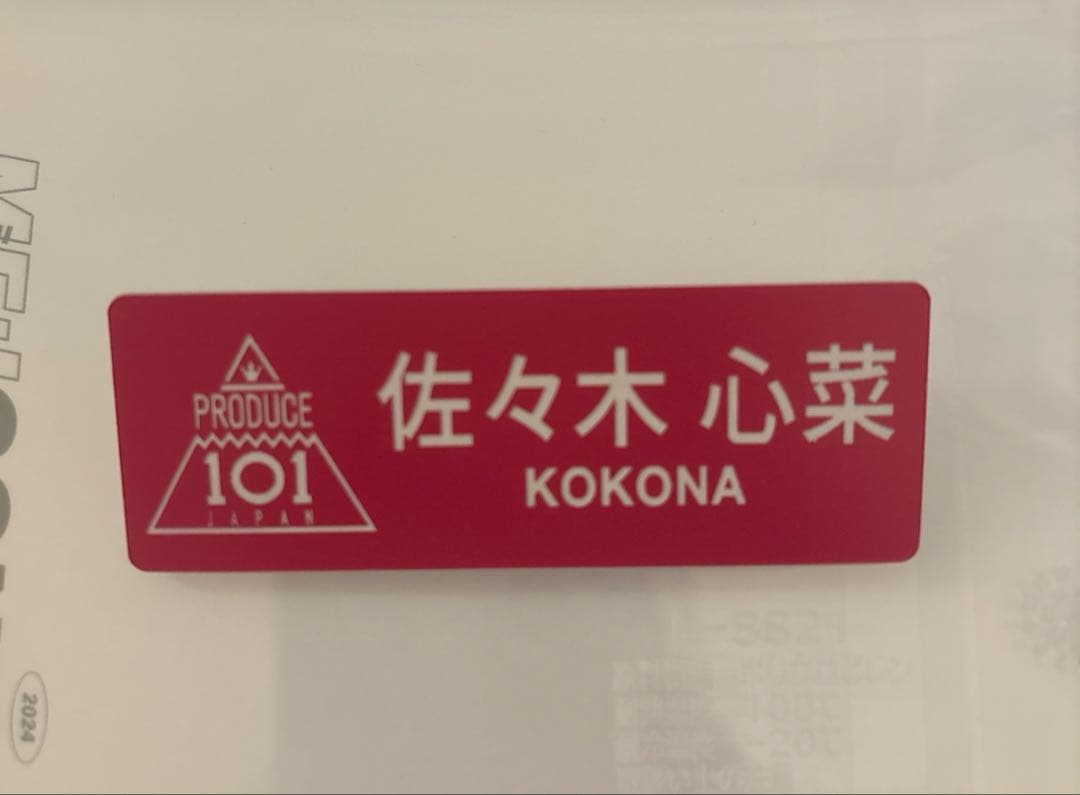 PRODUCE
101
JAPAN
佐々木 心菜
KOKONA
2024